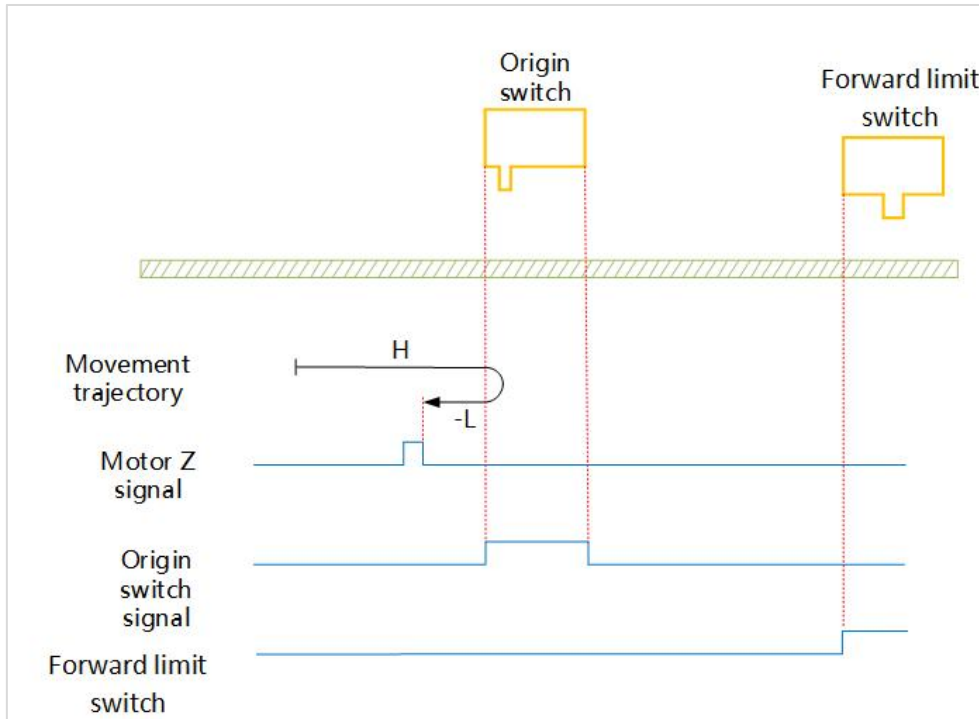 Origin
switch
Forward limit
switch
H
Movement
trajectory
-L
Motor Z
signal
Origin
switch
signal
Forward limit
switch